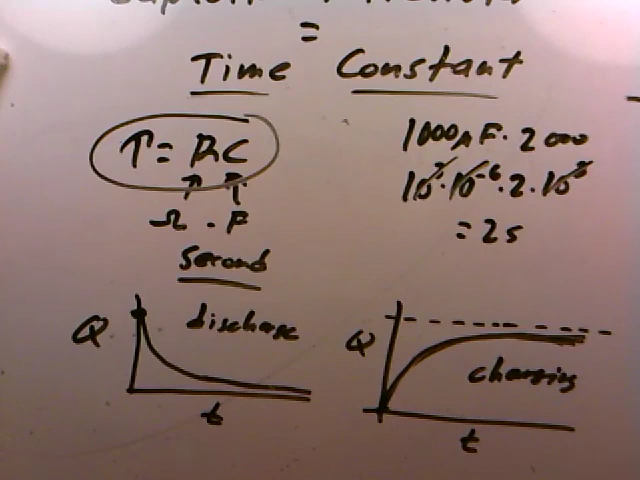 =
Time Constant
τ = RC
Ω . F
Second
1000μF · 2000
10³ · 10⁻⁶ · 2 · 10³
= 2s
Q discharge
t
Q charging
t